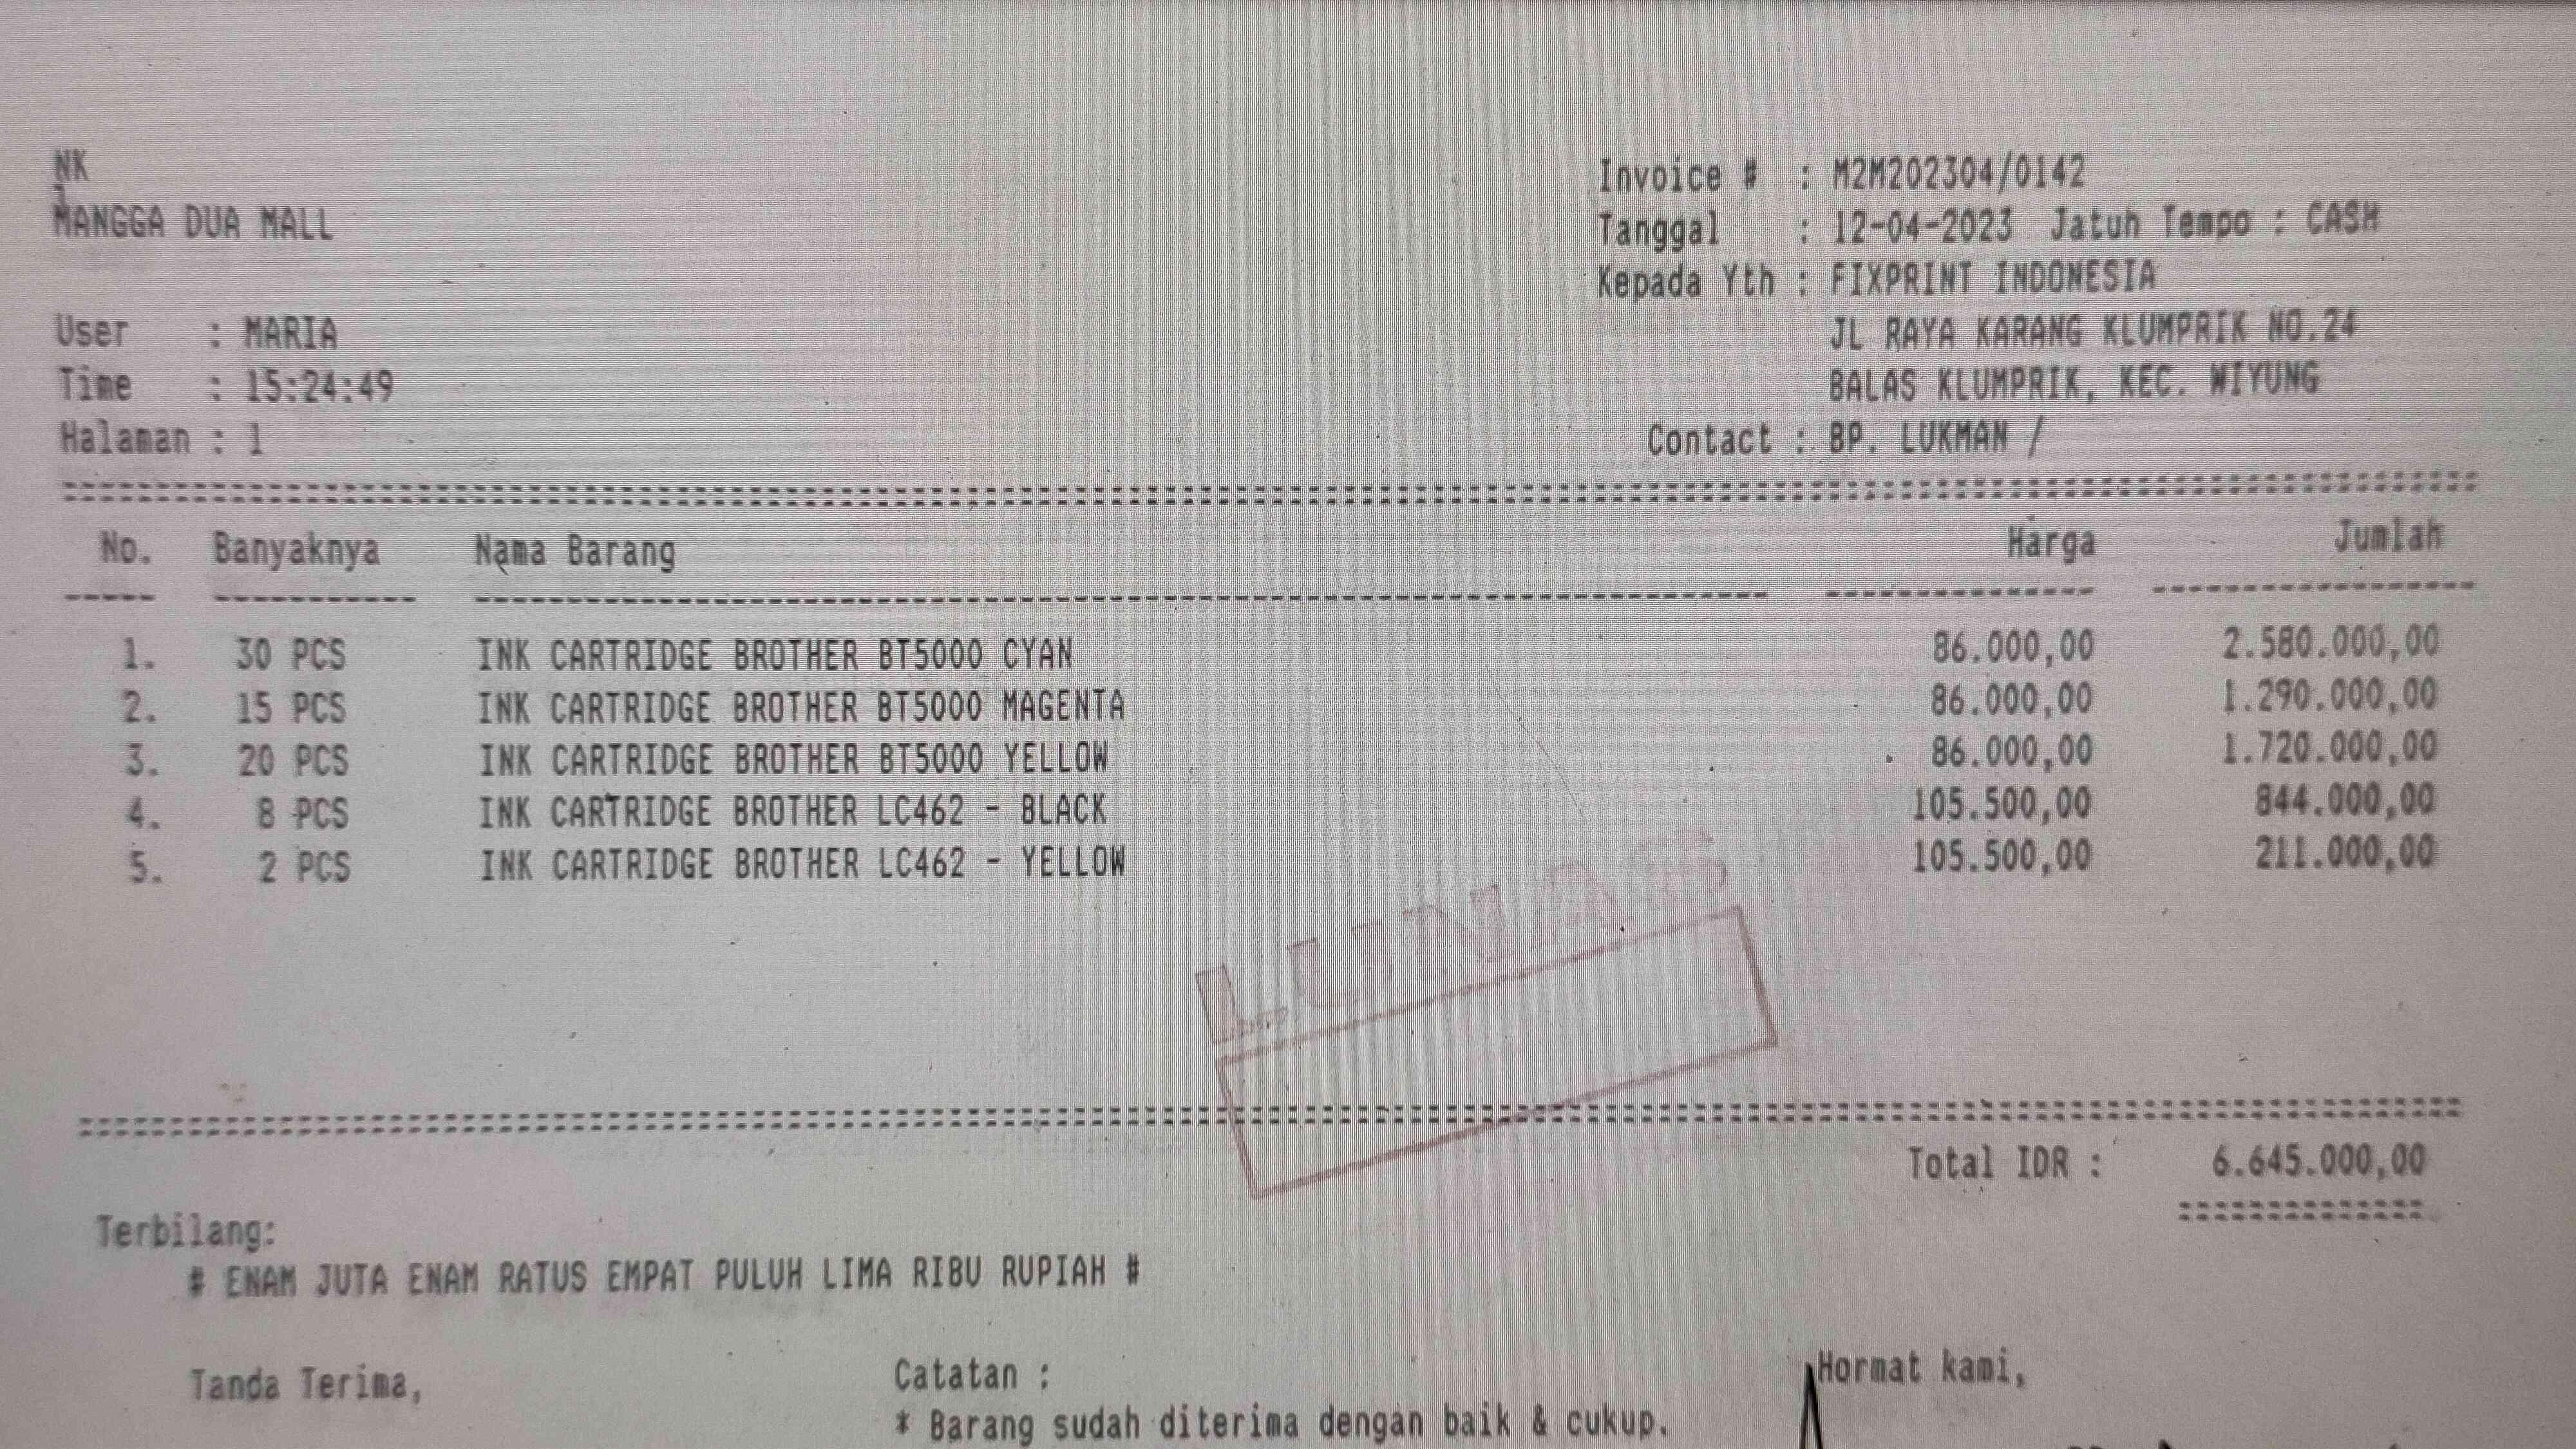 NK
MANGGA DUA MALL
User : MARIA
Time : 15:24:49
Halaman : 1
Invoice # : M2M202304/0142
Tanggal : 12-04-2023 Jatuh Tempo : CASH
Kepada Yth : FIXPRINT INDONESIA
JL RAYA KARANG KLUMPRIK NO.24
BALAS KLUMPRIK, KEC. WIYUNG
Contact : BP. LUKMAN /
No. Banyaknya Nama Barang Harga Jumlah
1. 30 PCS INK CARTRIDGE BROTHER BT5000 CYAN 86.000,00 2.580.000,00
2. 15 PCS INK CARTRIDGE BROTHER BT5000 MAGENTA 86.000,00 1.290.000,00
3. 20 PCS INK CARTRIDGE BROTHER BT5000 YELLOW 86.000,00 1.720.000,00
4. 8 PCS INK CARTRIDGE BROTHER LC462 - BLACK 105.500,00 844.000,00
5. 2 PCS INK CARTRIDGE BROTHER LC462 - YELLOW 105.500,00 211.000,00
LUNAS
Total IDR : 6.645.000,00
Terbilang:
# ENAM JUTA ENAM RATUS EMPAT PULUH LIMA RIBU RUPIAH #
Tanda Terima,
Catatan :
* Barang sudah diterima dengan baik & cukup.
Hormat kami,